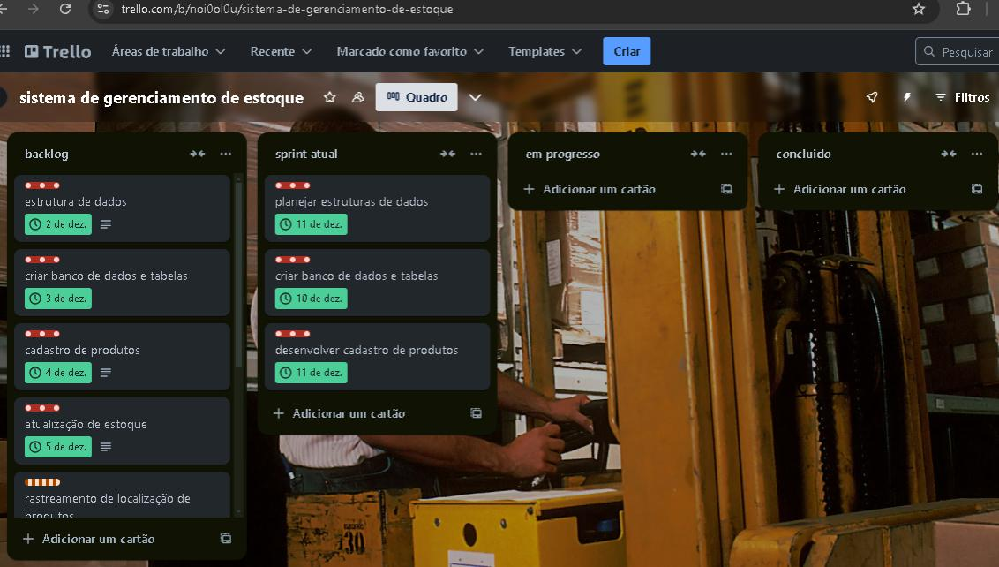 trello.com/b/noi0ol0u/sistema-de-gerenciamento-de-estoque
Trello Áreas de trabalho Recente Marcado como favorito Templates Criar Pesquisar
sistema de gerenciamento de estoque Quadro Filtros
backlog
estrutura de dados
2 de dez.
criar banco de dados e tabelas
3 de dez.
cadastro de produtos
4 de dez.
atualização de estoque
5 de dez.
rastreamento de localização de
produtos
+ Adicionar um cartão
sprint atual
planejar estruturas de dados
11 de dez.
criar banco de dados e tabelas
10 de dez.
desenvolver cadastro de produtos
11 de dez.
+ Adicionar um cartão
em progresso
+ Adicionar um cartão
concluido
+ Adicionar um cartão
30